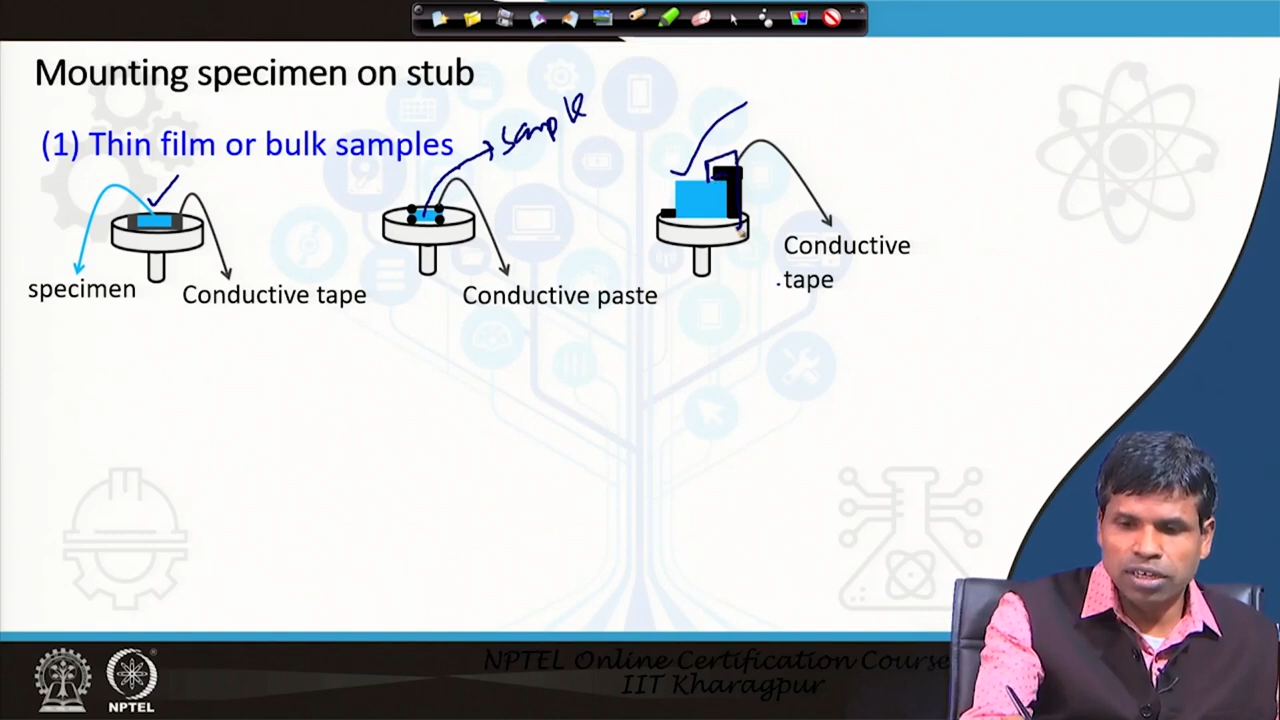 Mounting specimen on stub
(1) Thin film or bulk samples
sample
specimen
Conductive tape
Conductive paste
Conductive
tape
NPTEL Online Certification Course
IIT Kharagpur
NPTEL